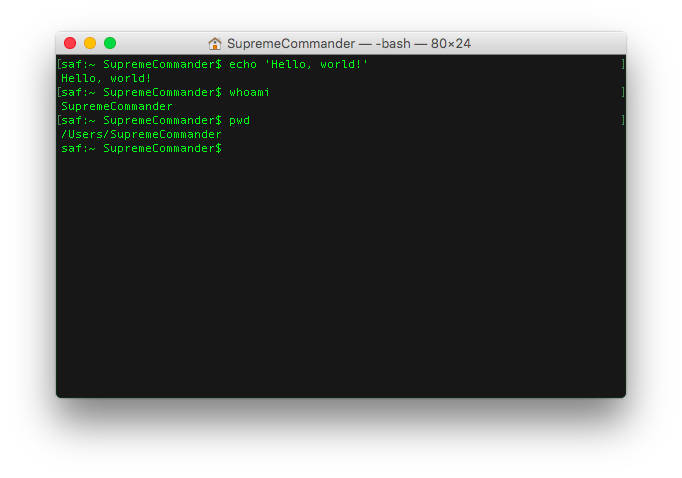 SupremeCommander — -bash — 80×24
[saf:~ SupremeCommander$ echo 'Hello, world!' ]
Hello, world!
[saf:~ SupremeCommander$ whoami ]
SupremeCommander
[saf:~ SupremeCommander$ pwd ]
/Users/SupremeCommander
saf:~ SupremeCommander$